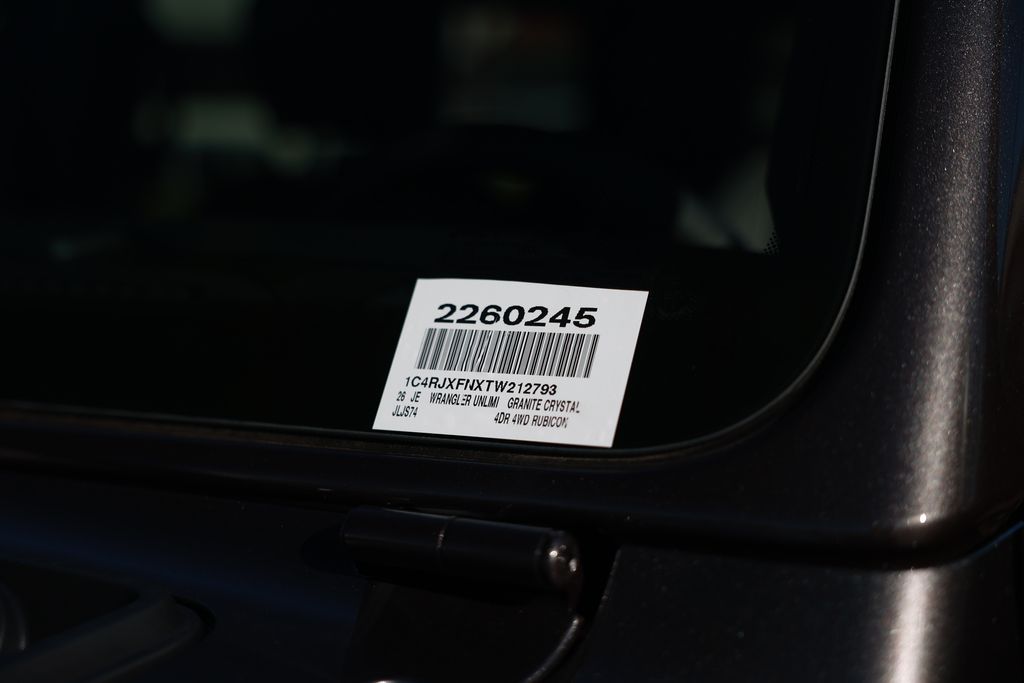 2260245
1C4RJXFNXTW212793
26 JE WRANGLER UNLIMI GRANITE CRYSTAL
JLJS74 4DR 4WD RUBICON